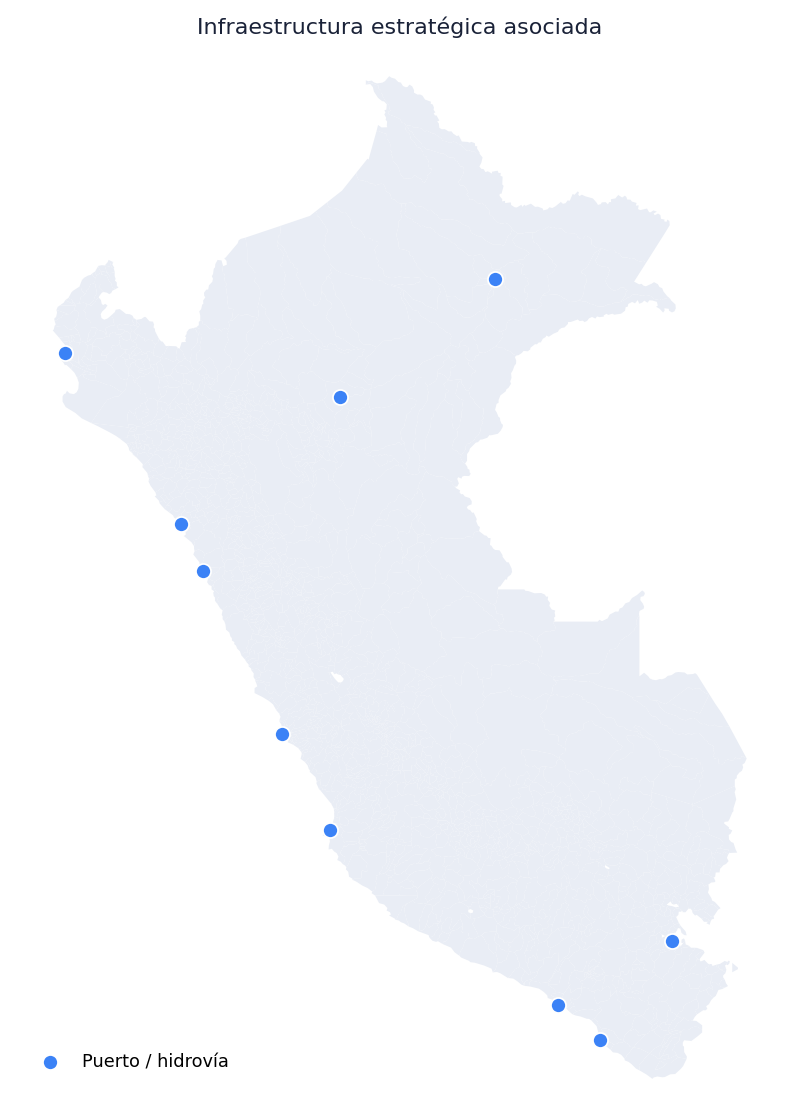 Infraestructura estratégica asociada
Puerto / hidrovía